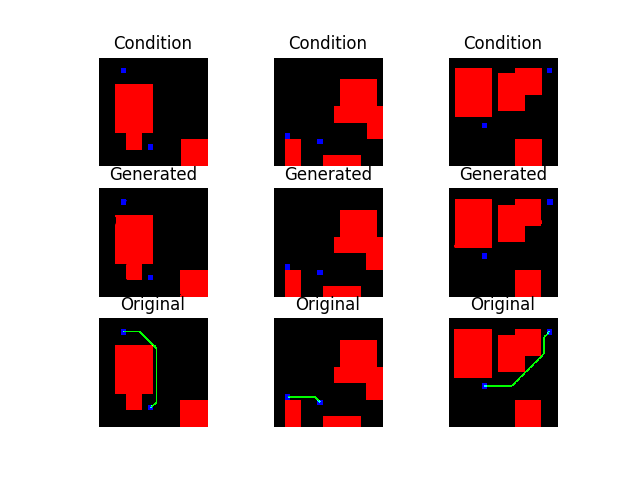 Condition Condition Condition
Generated Generated Generated
Original Original Original